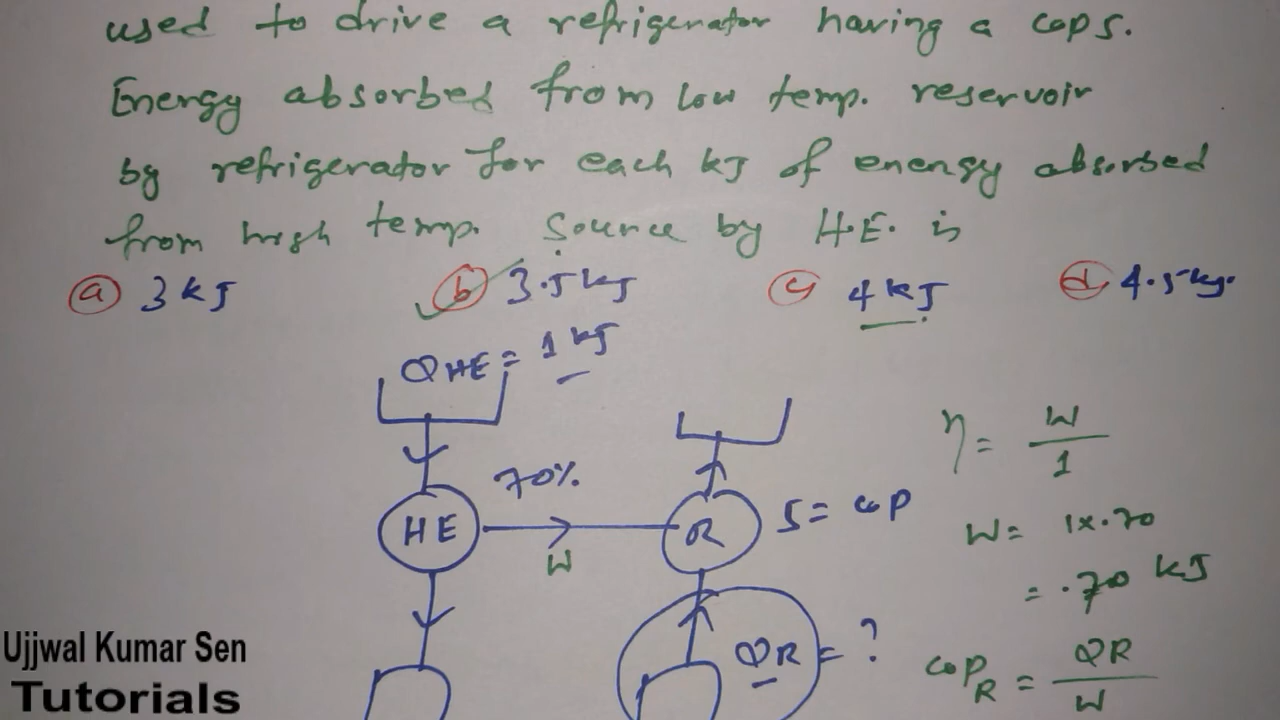 used to drive a refrigerator having a cop 5.
Energy absorbed from low temp. reservoir
by refrigerator for each kJ of energy absorbed
from high temp. Source by H.E. is
(a) 3 kJ (b) 3.5 kJ (c) 4 kJ (d) 4.5 kJ.
QHE = 1 kJ
η = W/1
70%
HE
W
R
5 = cop
W = 1x.70
= .70 kJ
QR = ?
copR = QR/W
Ujjwal Kumar Sen
Tutorials